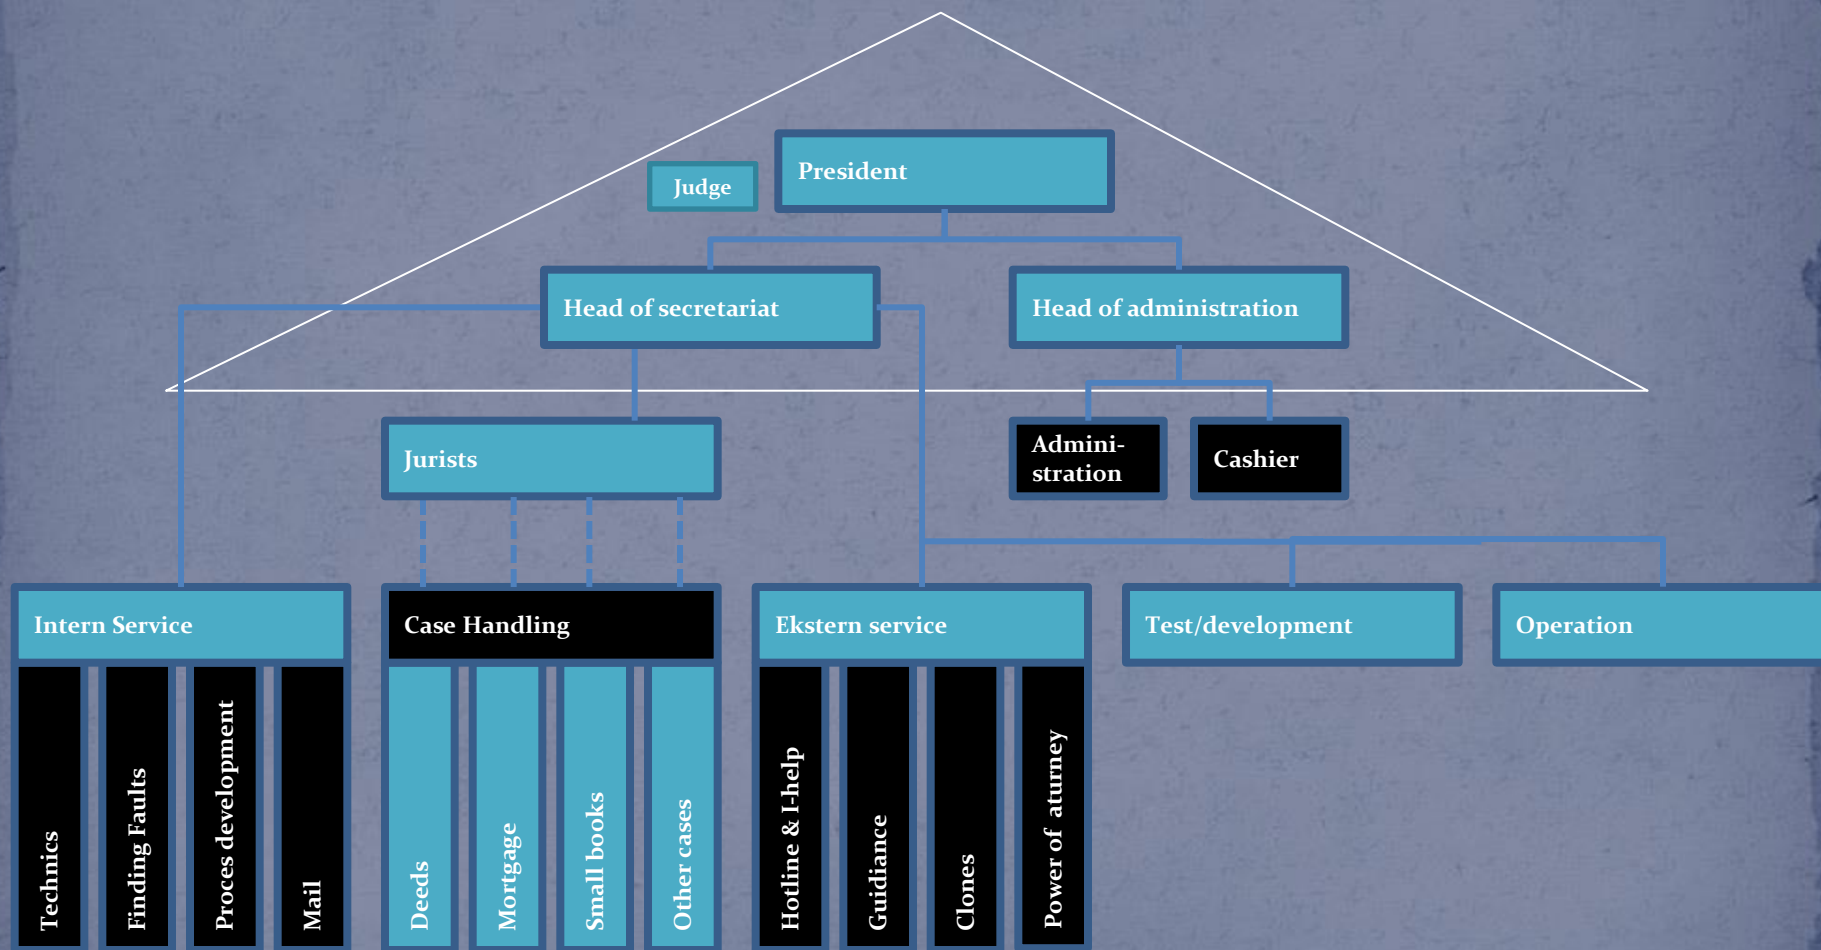 President
Judge
Head of secretariat
Head of administration
Jurists
Admini-
stration
Cashier
Intern Service
Case Handling
Ekstern service
Test/development
Operation
Technics
Finding Faults
Proces development
Mail
Deeds
Mortgage
Small books
Other cases
Hotline & I-help
Guidiance
Clones
Power of aturney